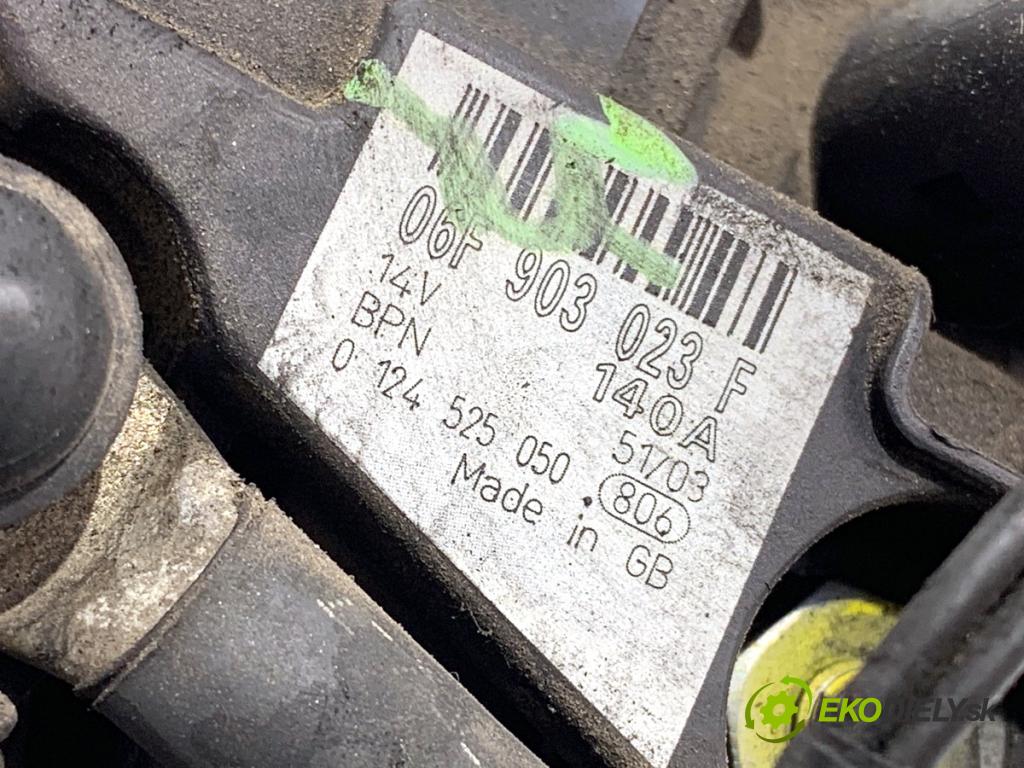 06F 903 023 F
14V 140A
BPN 51/03
0 124 525 050 806
Made in GB
EKODIELY.sk